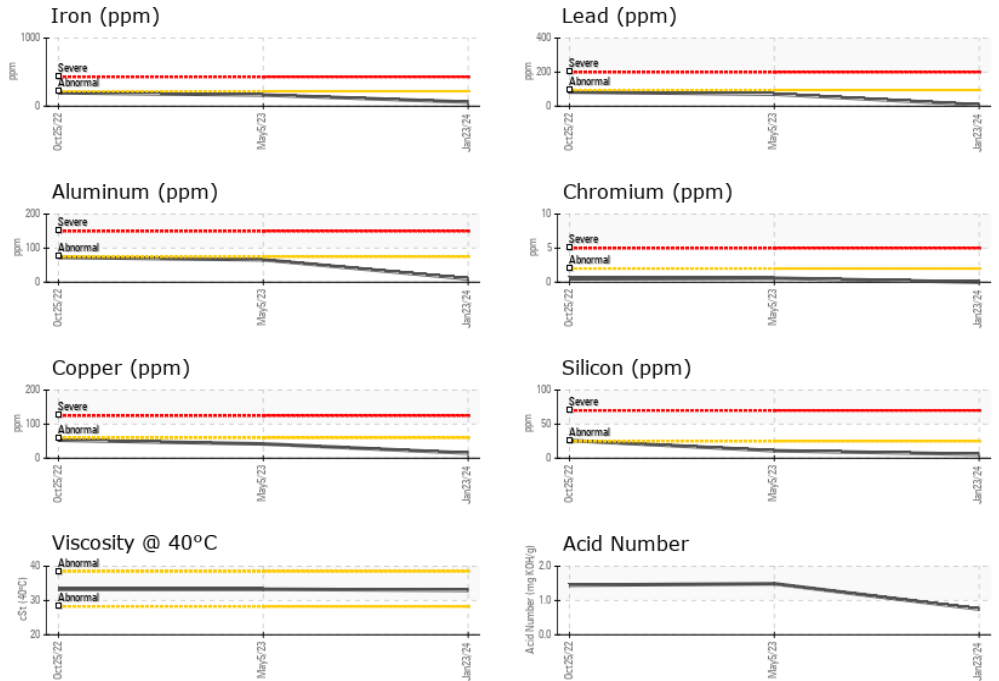 Iron (ppm)
1000
0
ppm
Severe
Abnormal
Oct25/22
May5/23
Jan23/24
Lead (ppm)
400
200
0
ppm
Severe
Abnormal
Oct25/22
May5/23
Jan23/24
Aluminum (ppm)
200
100
0
ppm
Severe
Abnormal
Oct25/22
May5/23
Jan23/24
Chromium (ppm)
10
5
0
ppm
Severe
Abnormal
Oct25/22
May5/23
Jan23/24
Copper (ppm)
200
100
0
ppm
Severe
Abnormal
Oct25/22
May5/23
Jan23/24
Silicon (ppm)
100
50
0
ppm
Severe
Abnormal
Oct25/22
May5/23
Jan23/24
Viscosity @ 40°C
40
30
20
cSt (40°C)
Abnormal
Abnormal
Oct25/22
May5/23
Jan23/24
Acid Number
2.0
1.0
0.0
Acid Number (mg KOH/g)
Oct25/22
May5/23
Jan23/24